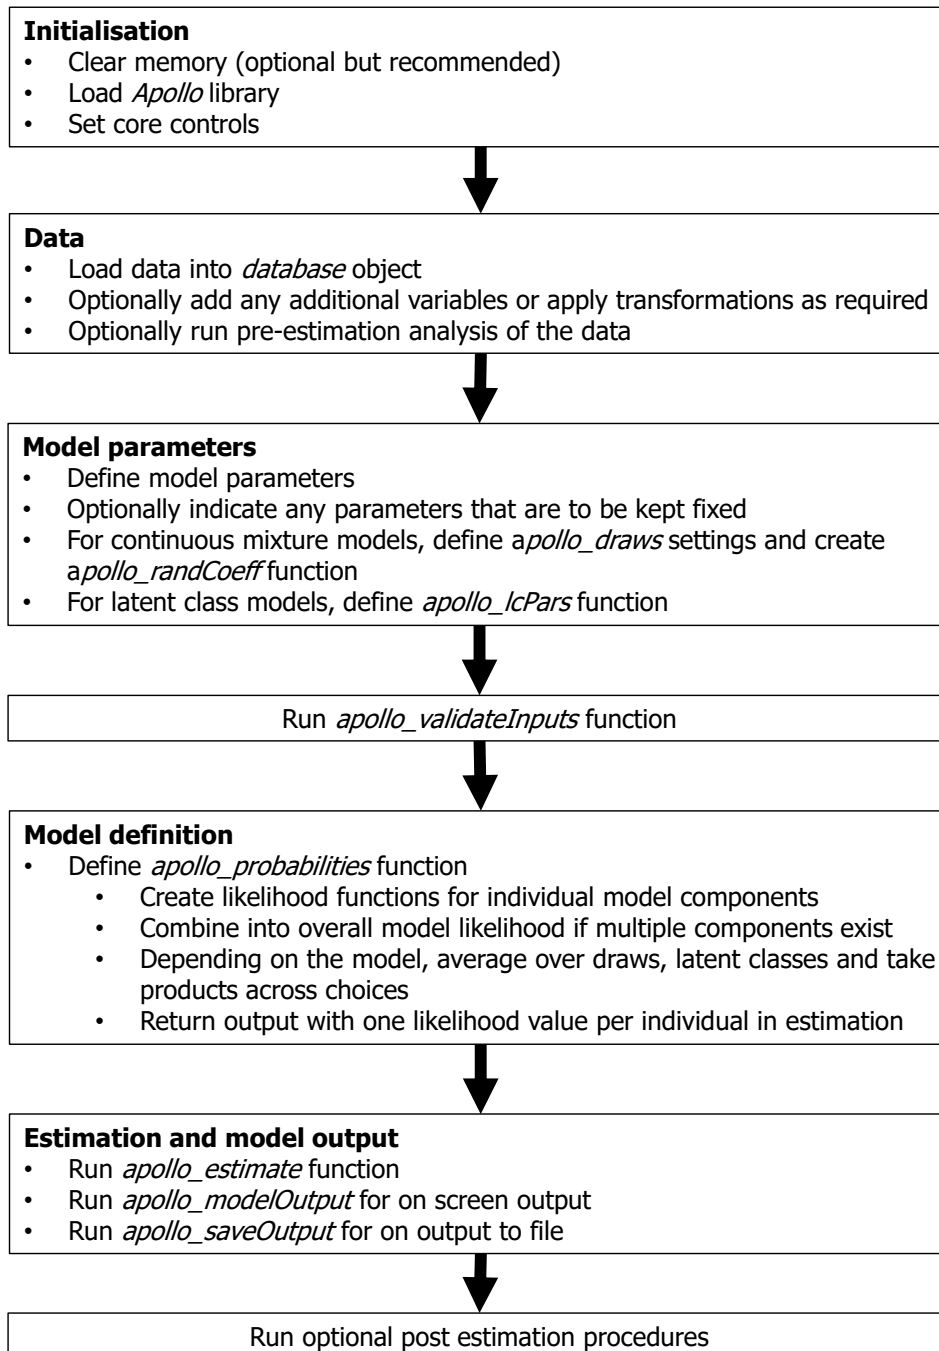 Initialisation
• Clear memory (optional but recommended)
• Load Apollo library
• Set core controls
Data
• Load data into database object
• Optionally add any additional variables or apply transformations as required
• Optionally run pre-estimation analysis of the data
Model parameters
• Define model parameters
• Optionally indicate any parameters that are to be kept fixed
• For continuous mixture models, define apollo_draws settings and create
apollo_randCoeff function
• For latent class models, define apollo_lcPars function
Run apollo_validateInputs function
Model definition
• Define apollo_probabilities function
• Create likelihood functions for individual model components
• Combine into overall model likelihood if multiple components exist
• Depending on the model, average over draws, latent classes and take
products across choices
• Return output with one likelihood value per individual in estimation
Estimation and model output
• Run apollo_estimate function
• Run apollo_modelOutput for on screen output
• Run apollo_saveOutput for on output to file
Run optional post estimation procedures